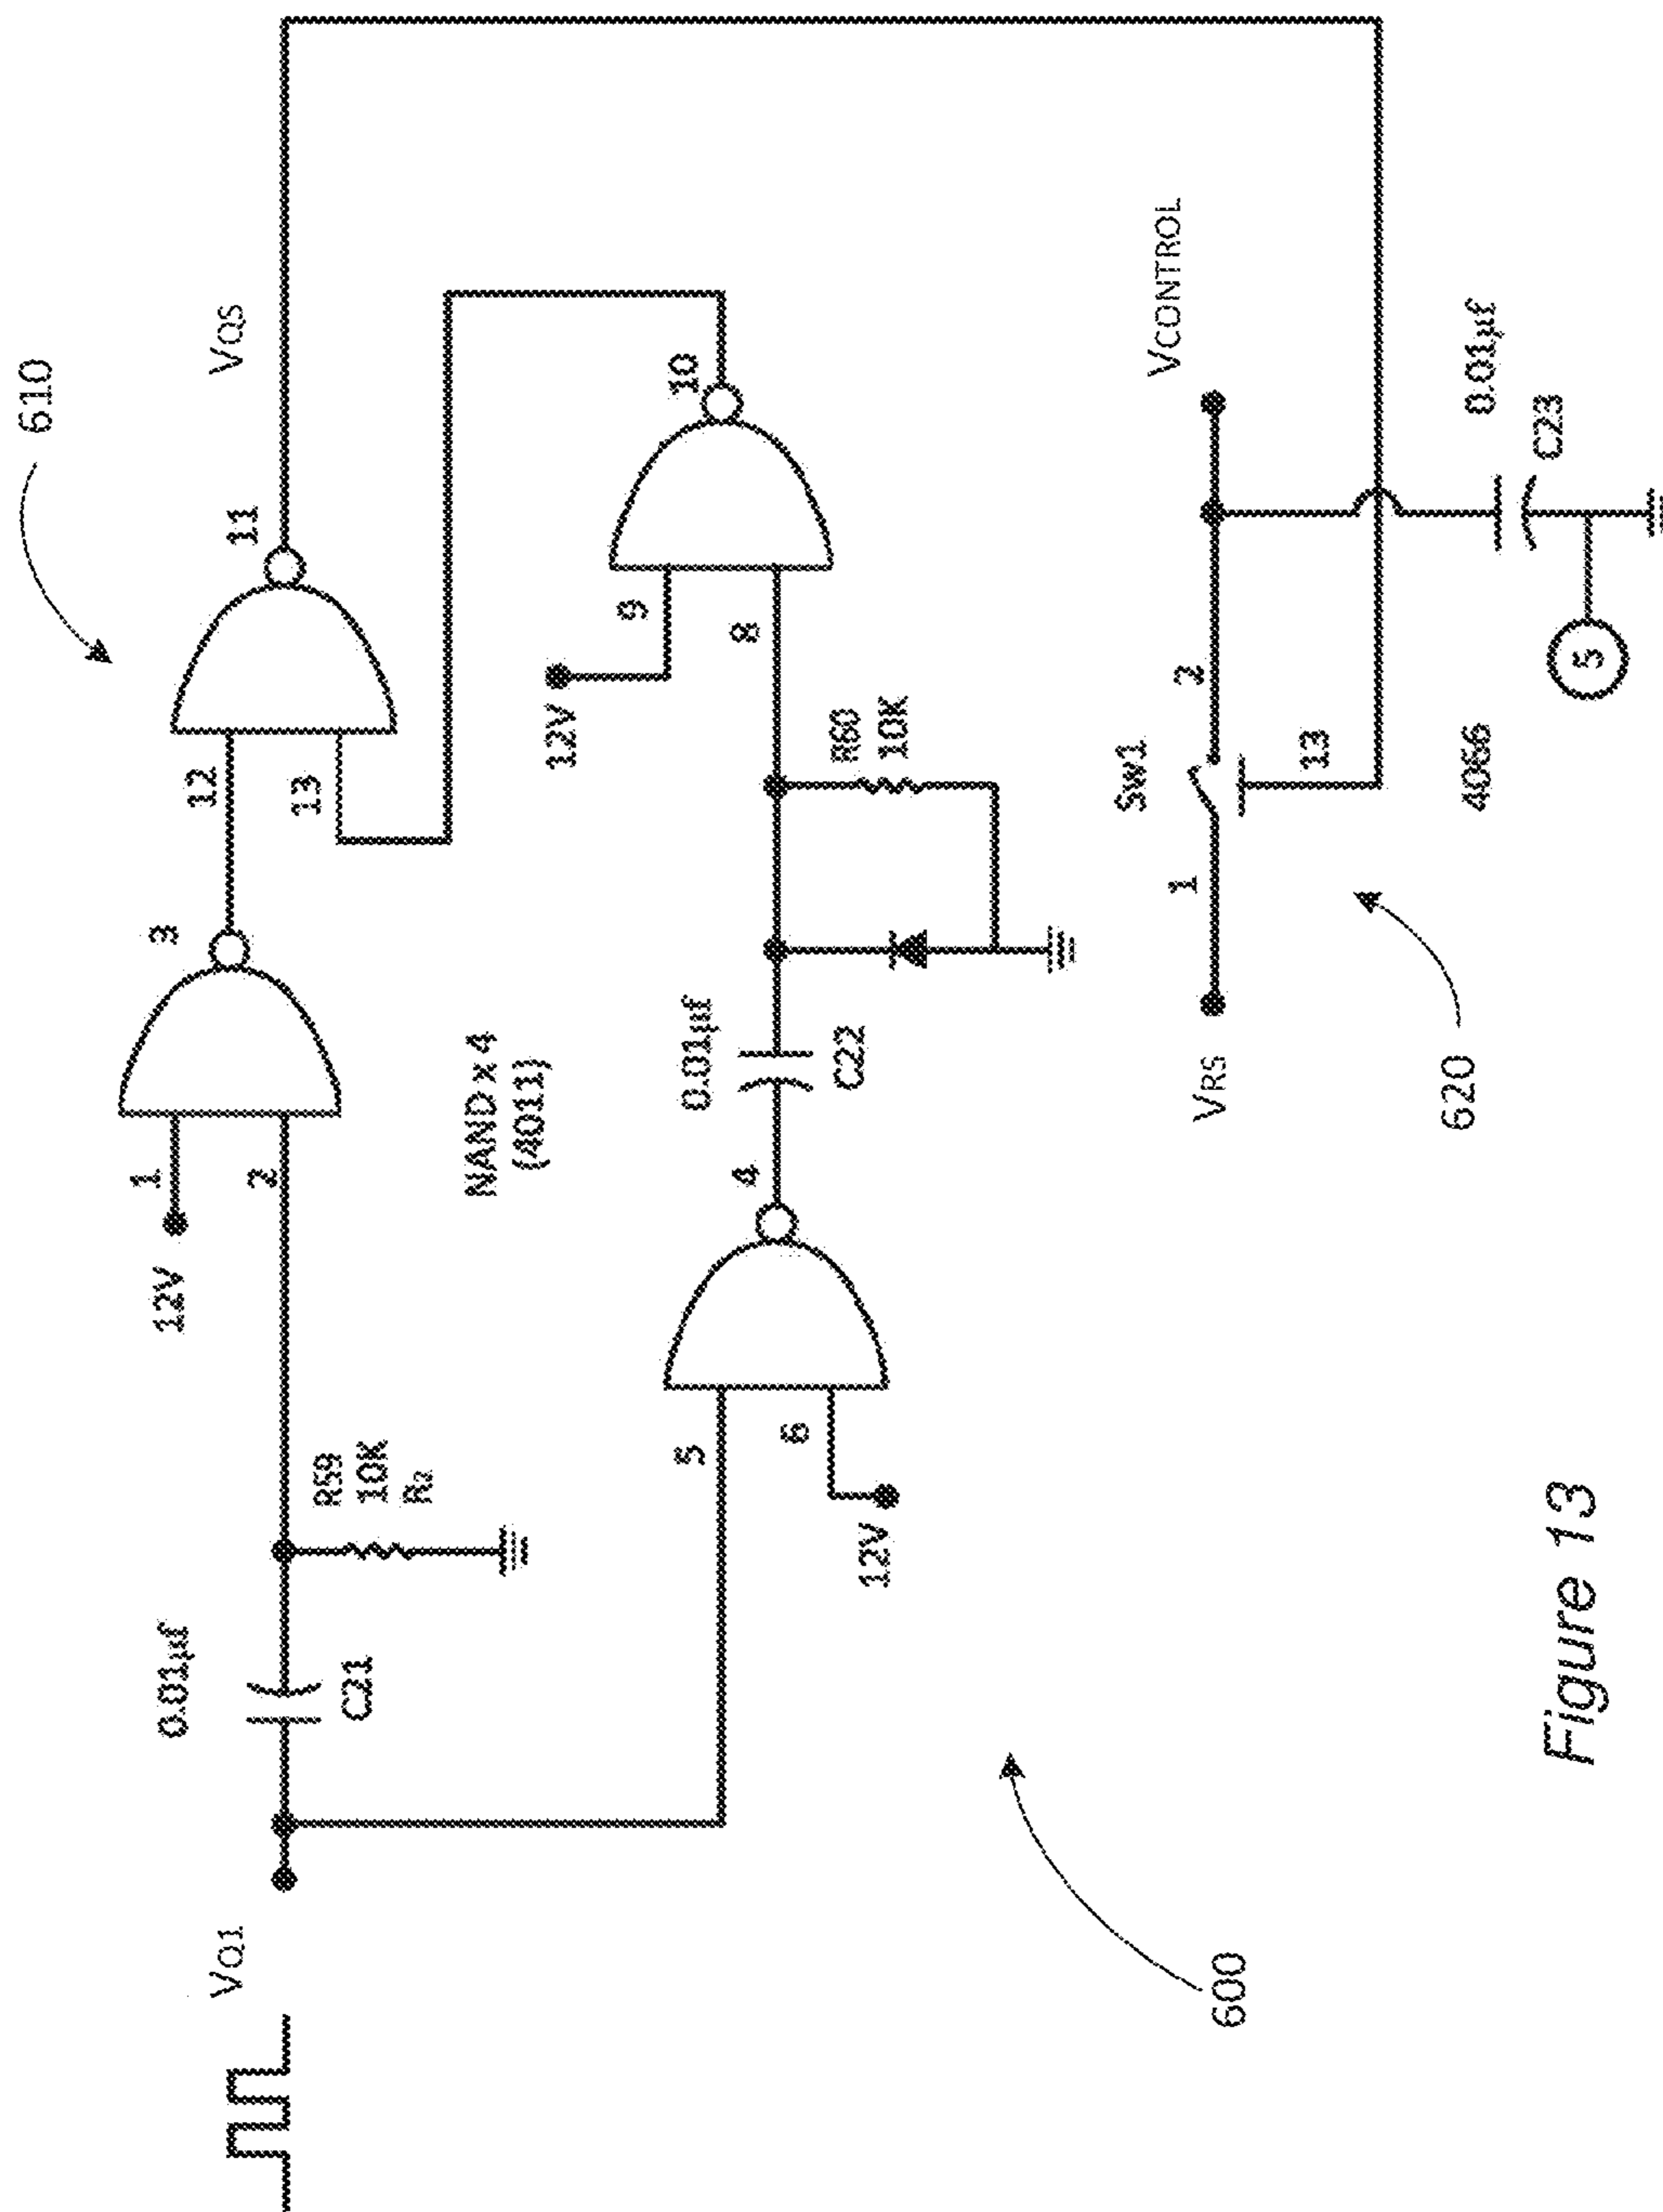 610
VQ1
0.01µf
C21
R59
10K
R2
12V
1
2
3
12
13
11
VQS
NAND x 4
(4011)
5
6
12V
4
0.01µf
C22
R60
10K
12V
9
8
10
600
VRS
1
Sw1
2
VCONTROL
13
4066
620
0.01µf
C23
5
Figure 13